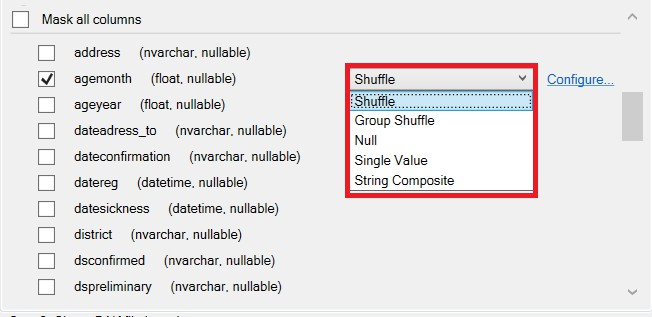 Mask all columns
address (nvarchar, nullable)
agemonth (float, nullable) Shuffle Configure...
ageyear (float, nullable)
dateadress_to (nvarchar, nullable)
dateconfirmation (nvarchar, nullable)
datereg (datetime, nullable)
datesickness (datetime, nullable)
district (nvarchar, nullable)
dsconfirmed (nvarchar, nullable)
dspreliminary (nvarchar, nullable)
Shuffle
Group Shuffle
Null
Single Value
String Composite